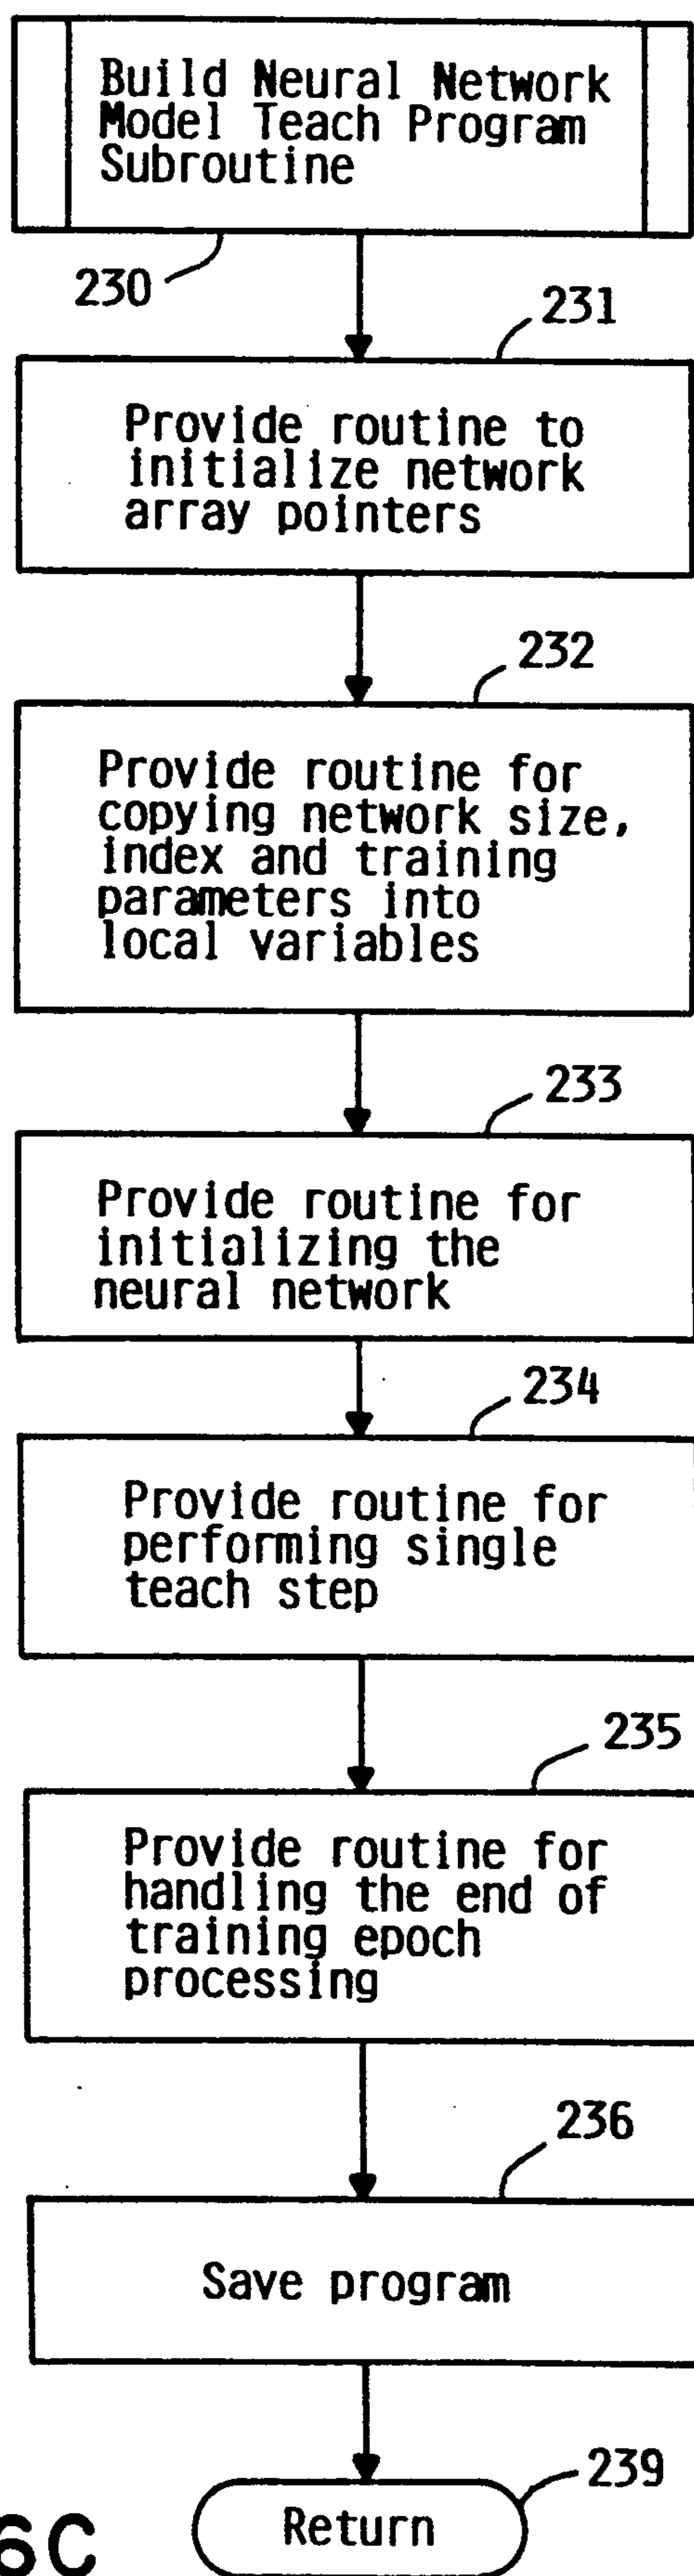 Build Neural Network
Model Teach Program
Subroutine
230
231
Provide routine to
initialize network
array pointers
232
Provide routine for
copying network size,
index and training
parameters into
local variables
233
Provide routine for
initializing the
neural network
234
Provide routine for
performing single
teach step
235
Provide routine for
handling the end of
training epoch
processing
236
Save program
239
Return
6C